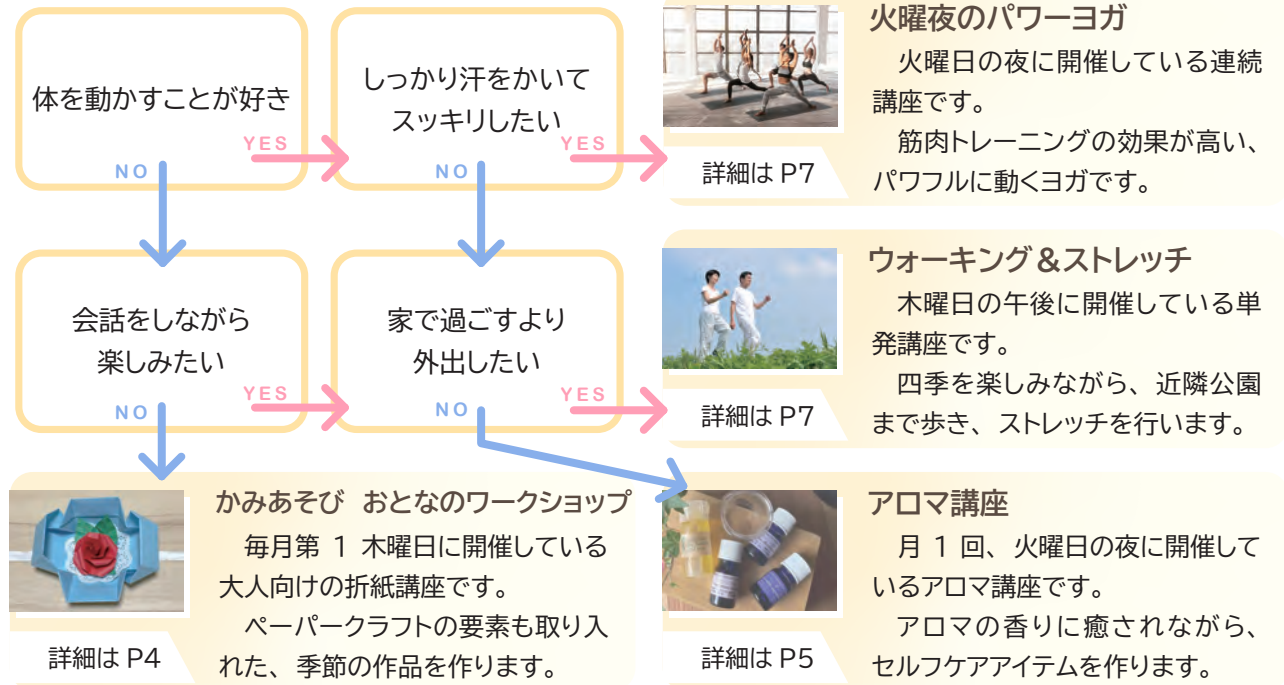 体を動かすことが好き
YES
NO
しっかり汗をかいて
スッキリしたい
YES
NO
火曜夜のパワーヨガ
火曜日の夜に開催している連続
講座です。
筋肉トレーニングの効果が高い、
パワフルに動くヨガです。
詳細は P7
会話をしながら
楽しみたい
YES
NO
家で過ごすより
外出したい
YES
NO
ウォーキング&ストレッチ
木曜日の午後に開催している単
発講座です。
四季を楽しみながら、近隣公園
まで歩き、ストレッチを行います。
詳細は P7
かみあそび おとなのワークショップ
毎月第 1 木曜日に開催している
大人向けの折紙講座です。
ペーパークラフトの要素も取り入
れた、季節の作品を作ります。
詳細は P4
アロマ講座
月 1 回、火曜日の夜に開催して
いるアロマ講座です。
アロマの香りに癒されながら、
セルフケアアイテムを作ります。
詳細は P5